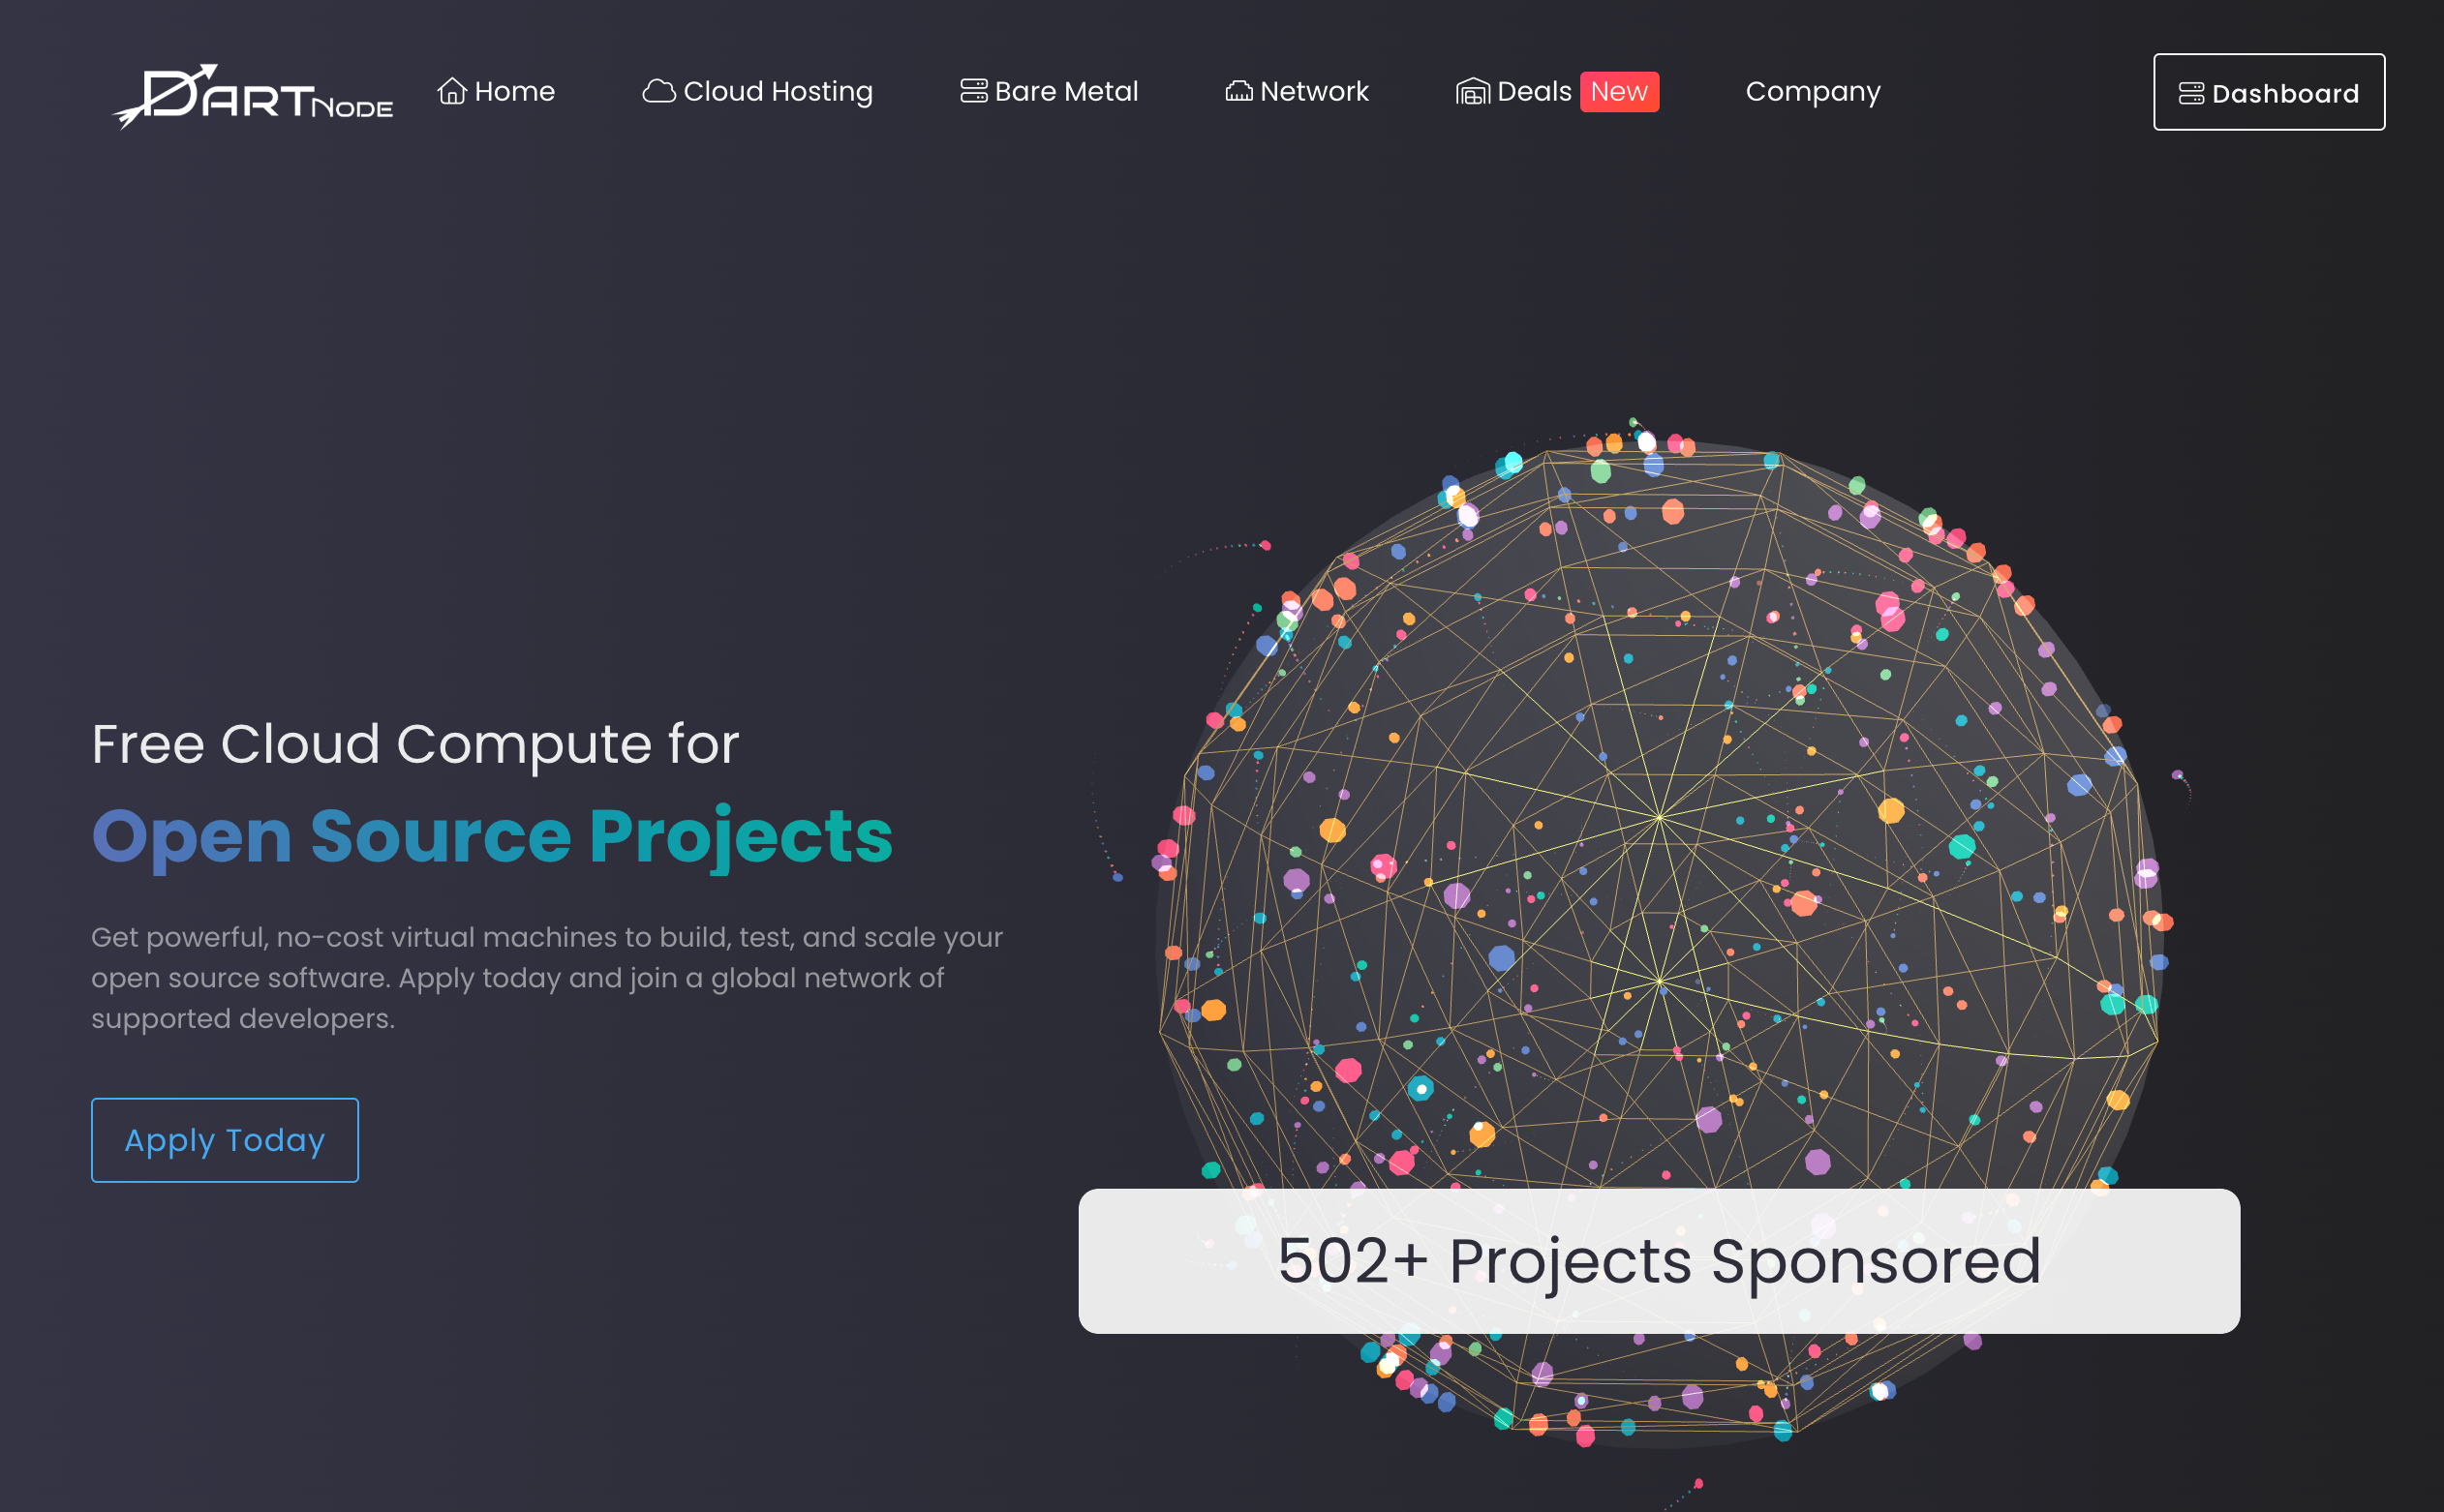 DARTNODE
Home
Cloud Hosting
Bare Metal
Network
Deals New
Company
Dashboard
Free Cloud Compute for
Open Source Projects
Get powerful, no-cost virtual machines to build, test, and scale your
open source software. Apply today and join a global network of
supported developers.
Apply Today
502+ Projects Sponsored